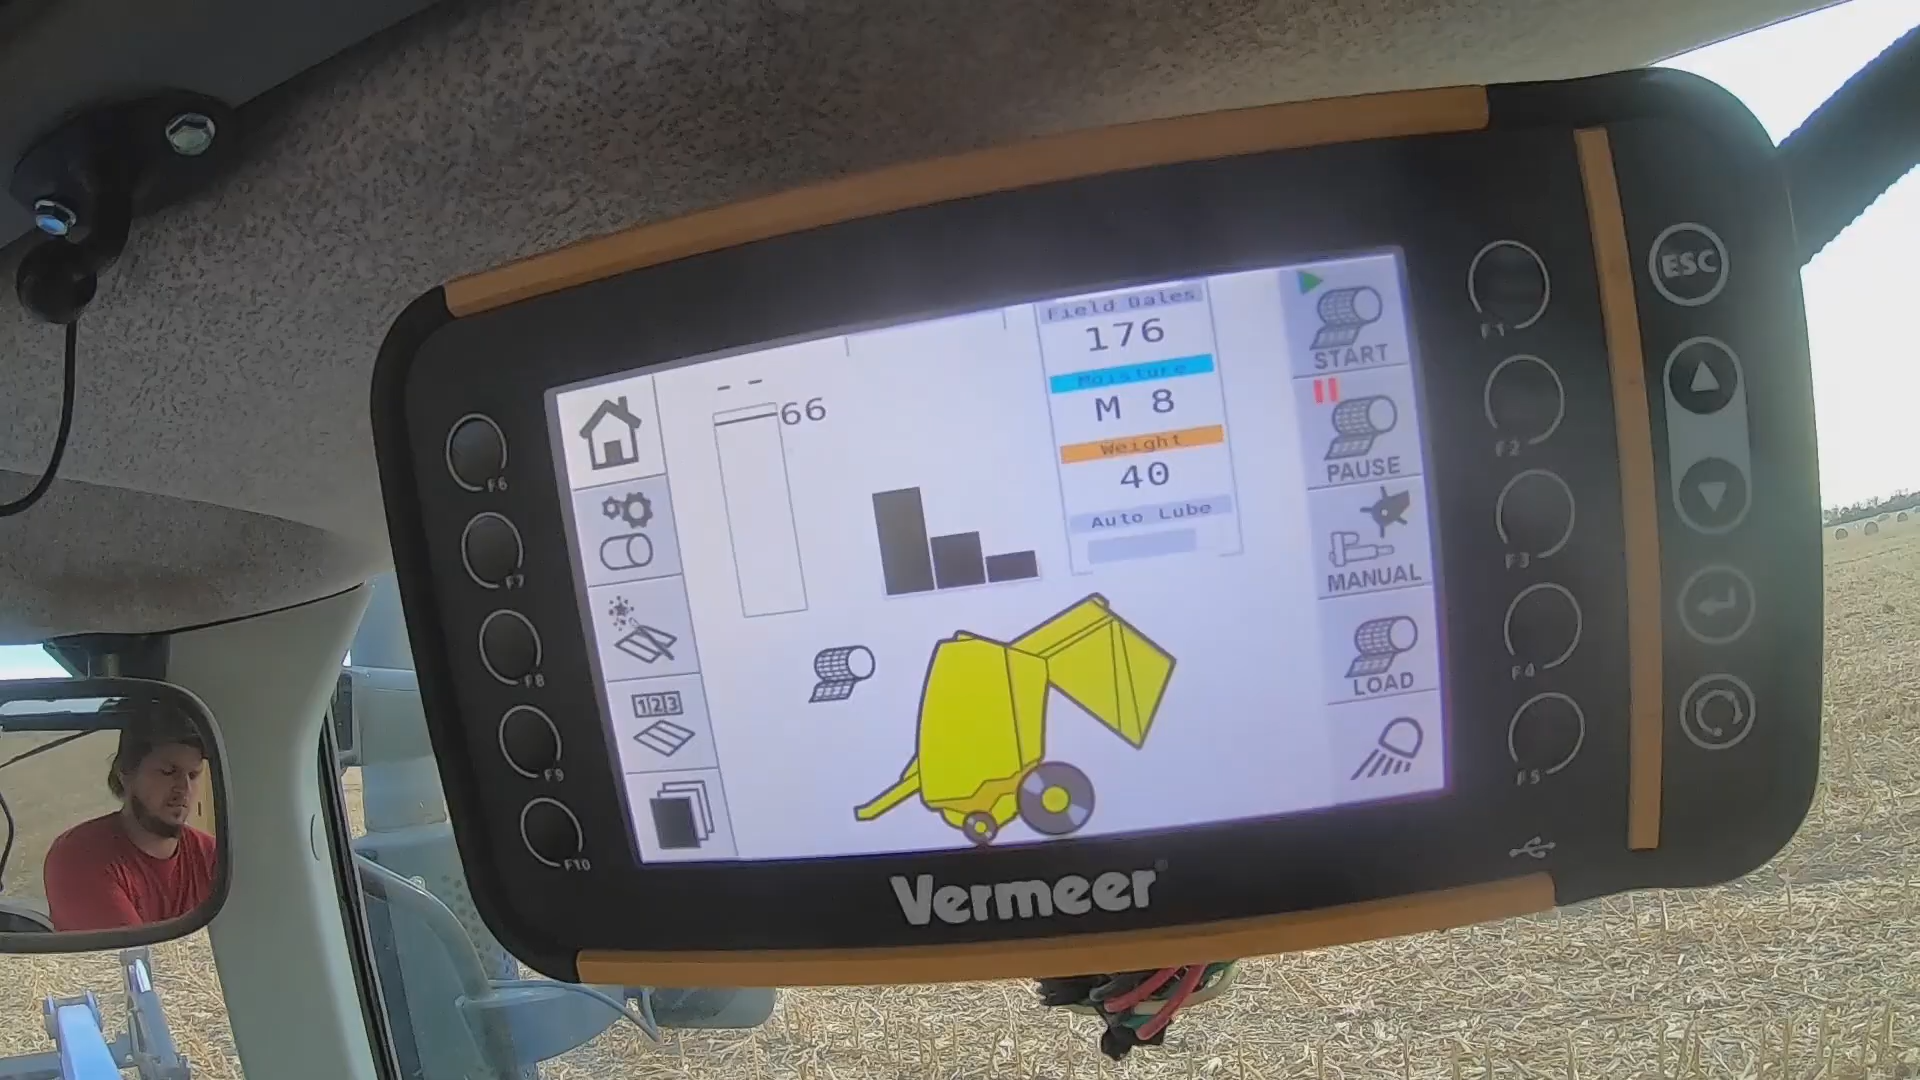 Field Bales
176
Moisture
M 8
Weight
40
Auto Lube
- -
66
START
PAUSE
MANUAL
LOAD
123
F6
F7
F8
F9
F10
F1
F2
F3
F4
F5
ESC
Vermeer